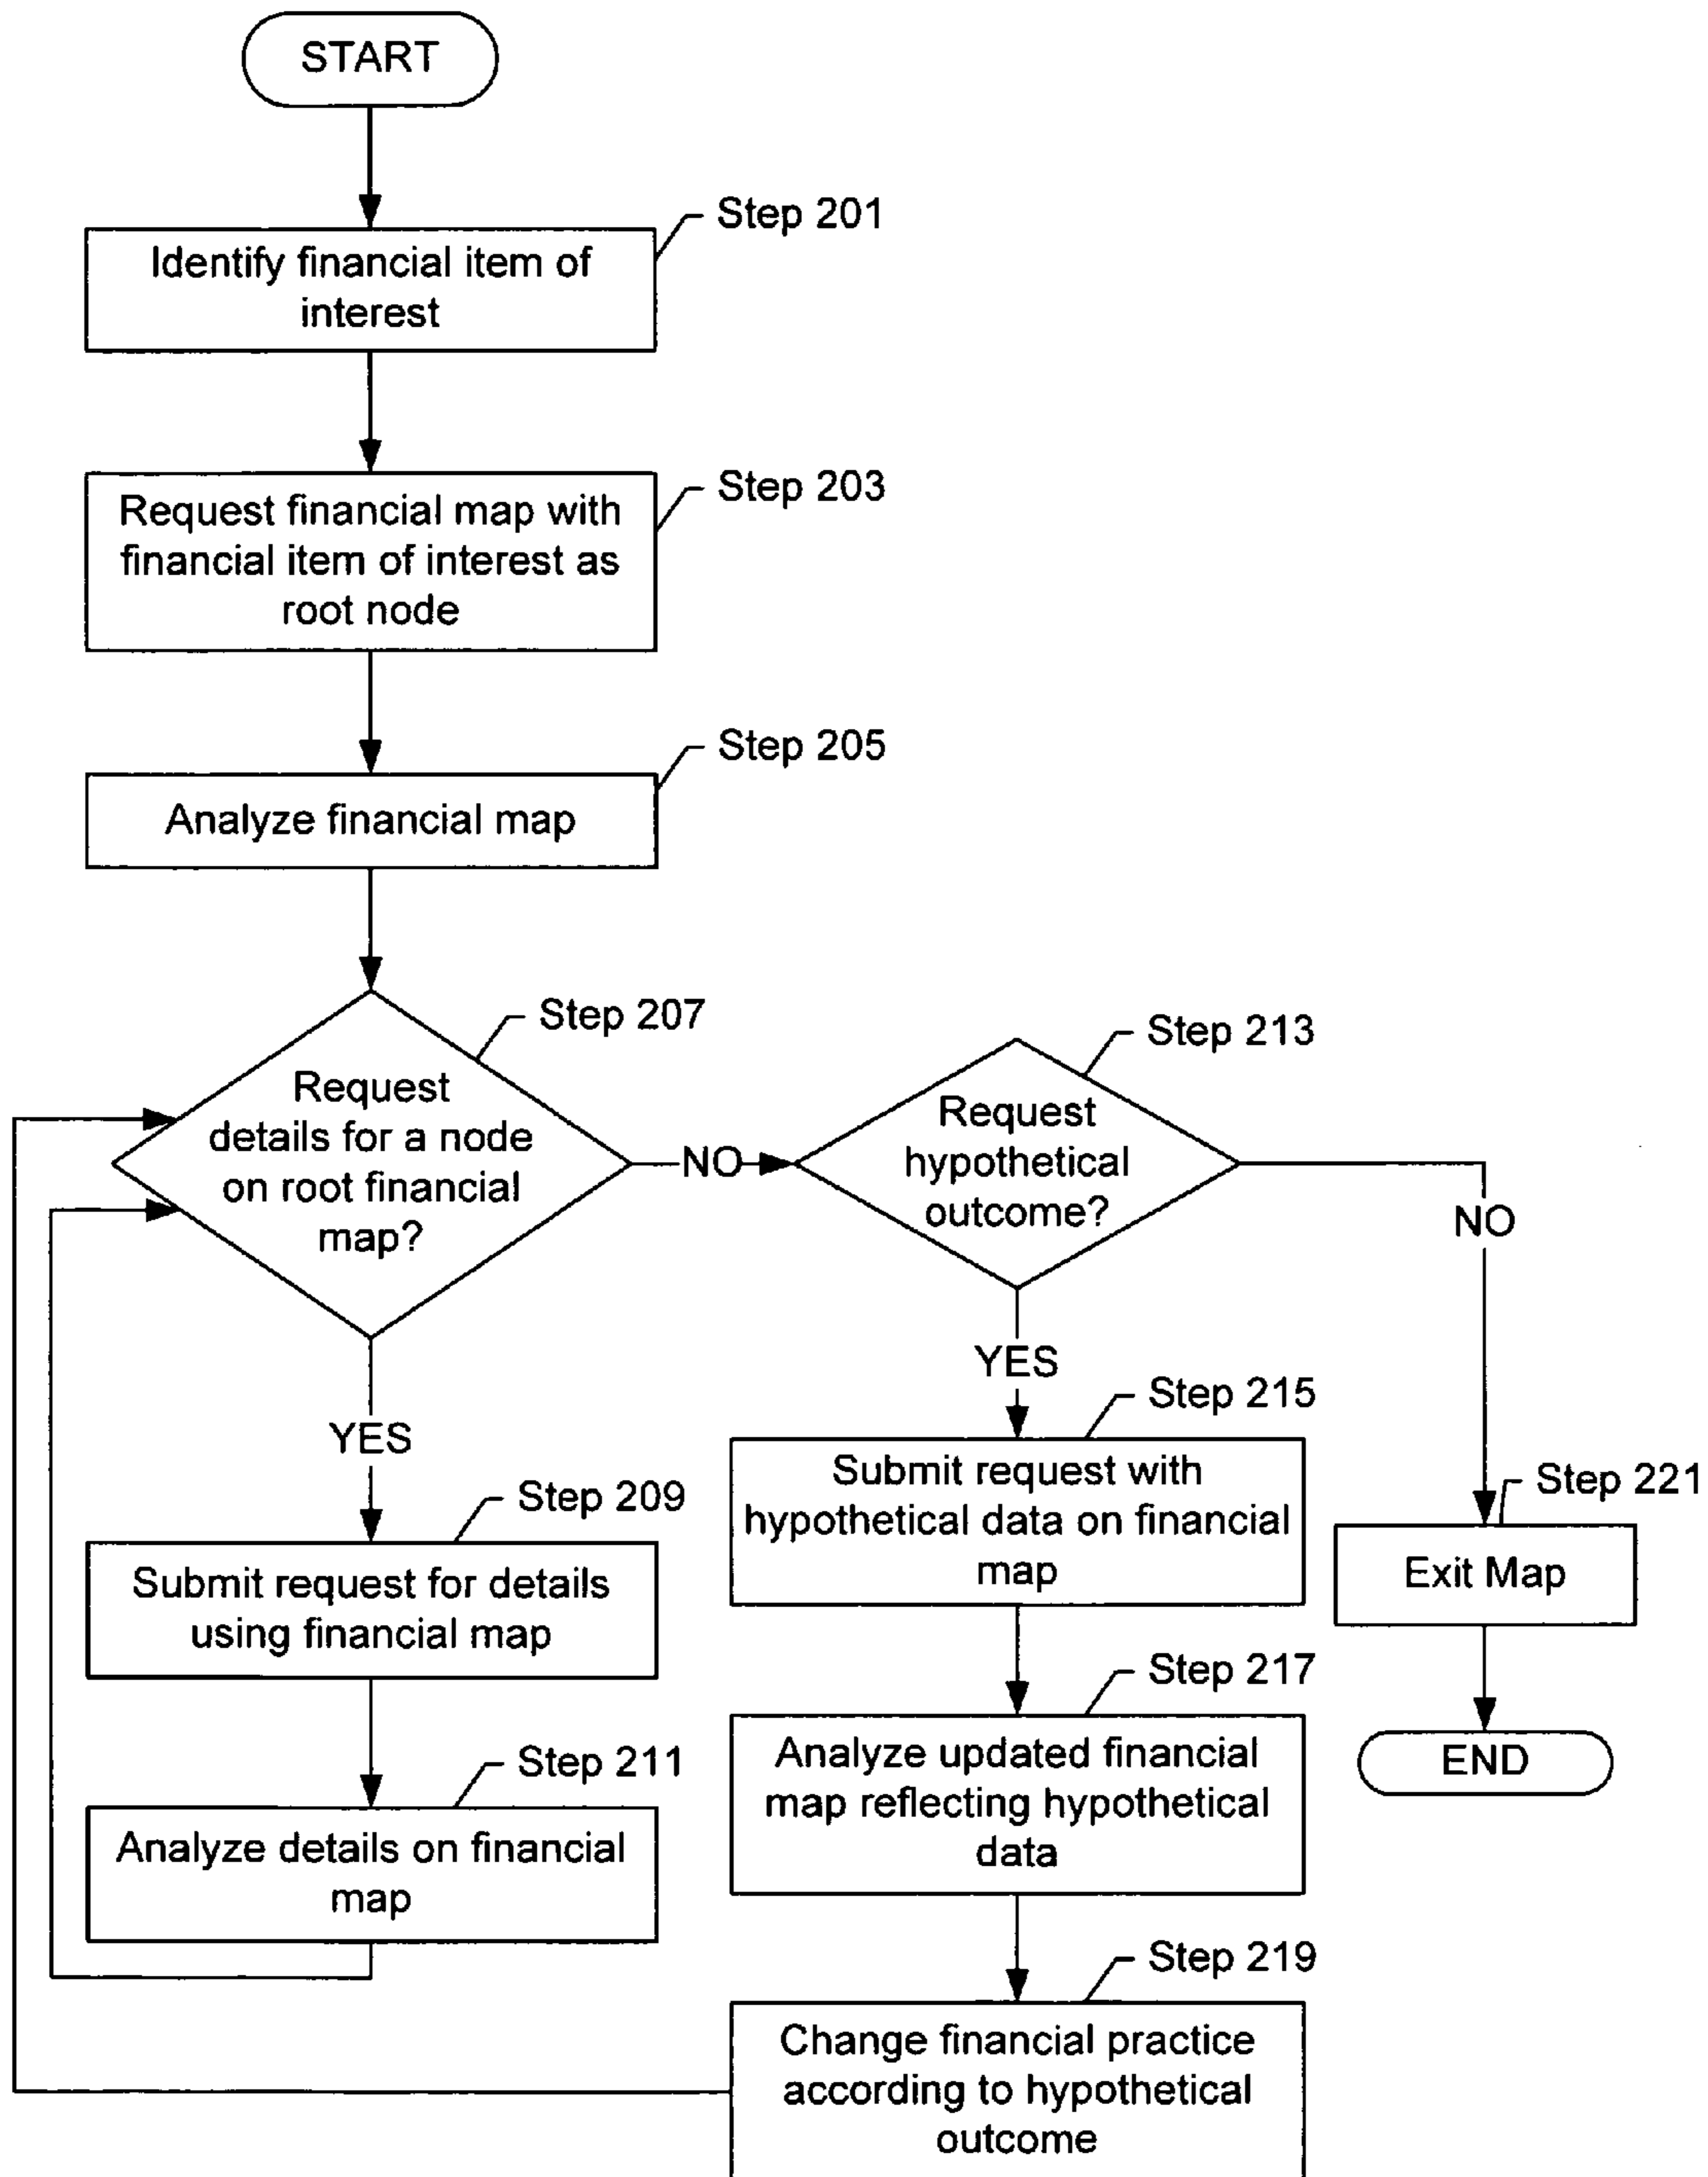 START
Step 201
Identify financial item of
interest
Step 203
Request financial map with
financial item of interest as
root node
Step 205
Analyze financial map
Step 207
Request
details for a node
on root financial
map?
NO
Step 213
Request
hypothetical
outcome?
NO
YES
YES
Step 209
Submit request for details
using financial map
Step 211
Analyze details on financial
map
Step 215
Submit request with
hypothetical data on financial
map
Step 217
Analyze updated financial
map reflecting hypothetical
data
Step 219
Change financial practice
according to hypothetical
outcome
Step 221
Exit Map
END